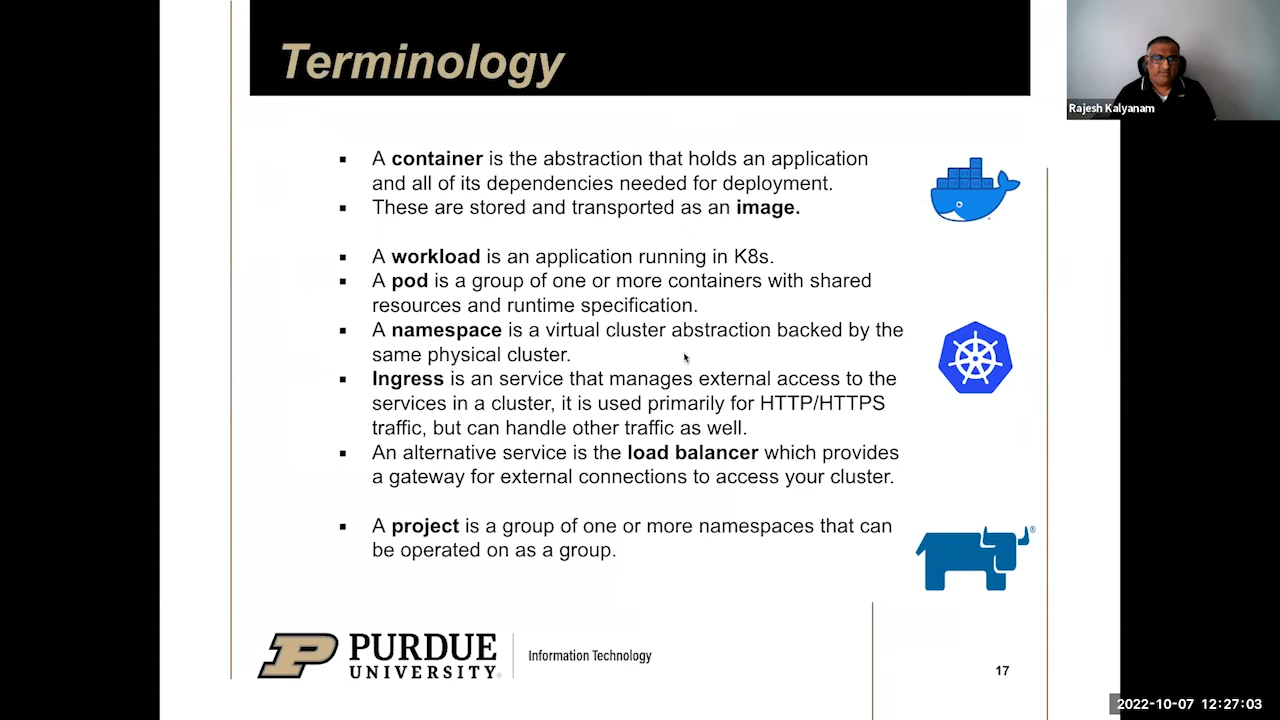 Terminology
Rajesh Kalyanam
▪ A container is the abstraction that holds an application
and all of its dependencies needed for deployment.
▪ These are stored and transported as an image.
▪ A workload is an application running in K8s.
▪ A pod is a group of one or more containers with shared
resources and runtime specification.
▪ A namespace is a virtual cluster abstraction backed by the
same physical cluster.
▪ Ingress is an service that manages external access to the
services in a cluster, it is used primarily for HTTP/HTTPS
traffic, but can handle other traffic as well.
▪ An alternative service is the load balancer which provides
a gateway for external connections to access your cluster.
▪ A project is a group of one or more namespaces that can
be operated on as a group.
®
P PURDUE
UNIVERSITY
Information Technology
17
2022-10-07 12:27:03